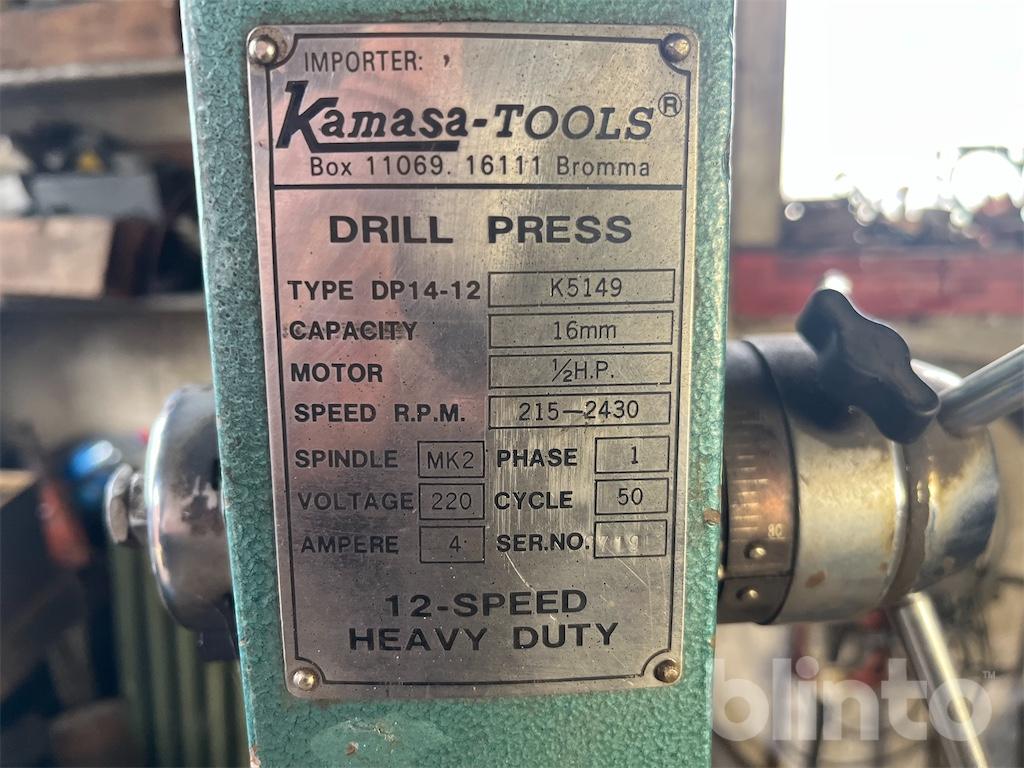 IMPORTER:
Kamasa-TOOLS®
Box 11069. 16111 Bromma
DRILL PRESS
TYPE DP14-12 K5149
CAPACITY 16mm
MOTOR ½H.P.
SPEED R.P.M. 215-2430
SPINDLE MK2 PHASE 1
VOLTAGE 220 CYCLE 50
AMPERE 4 SER.NO.
12-SPEED
HEAVY DUTY
blinto™